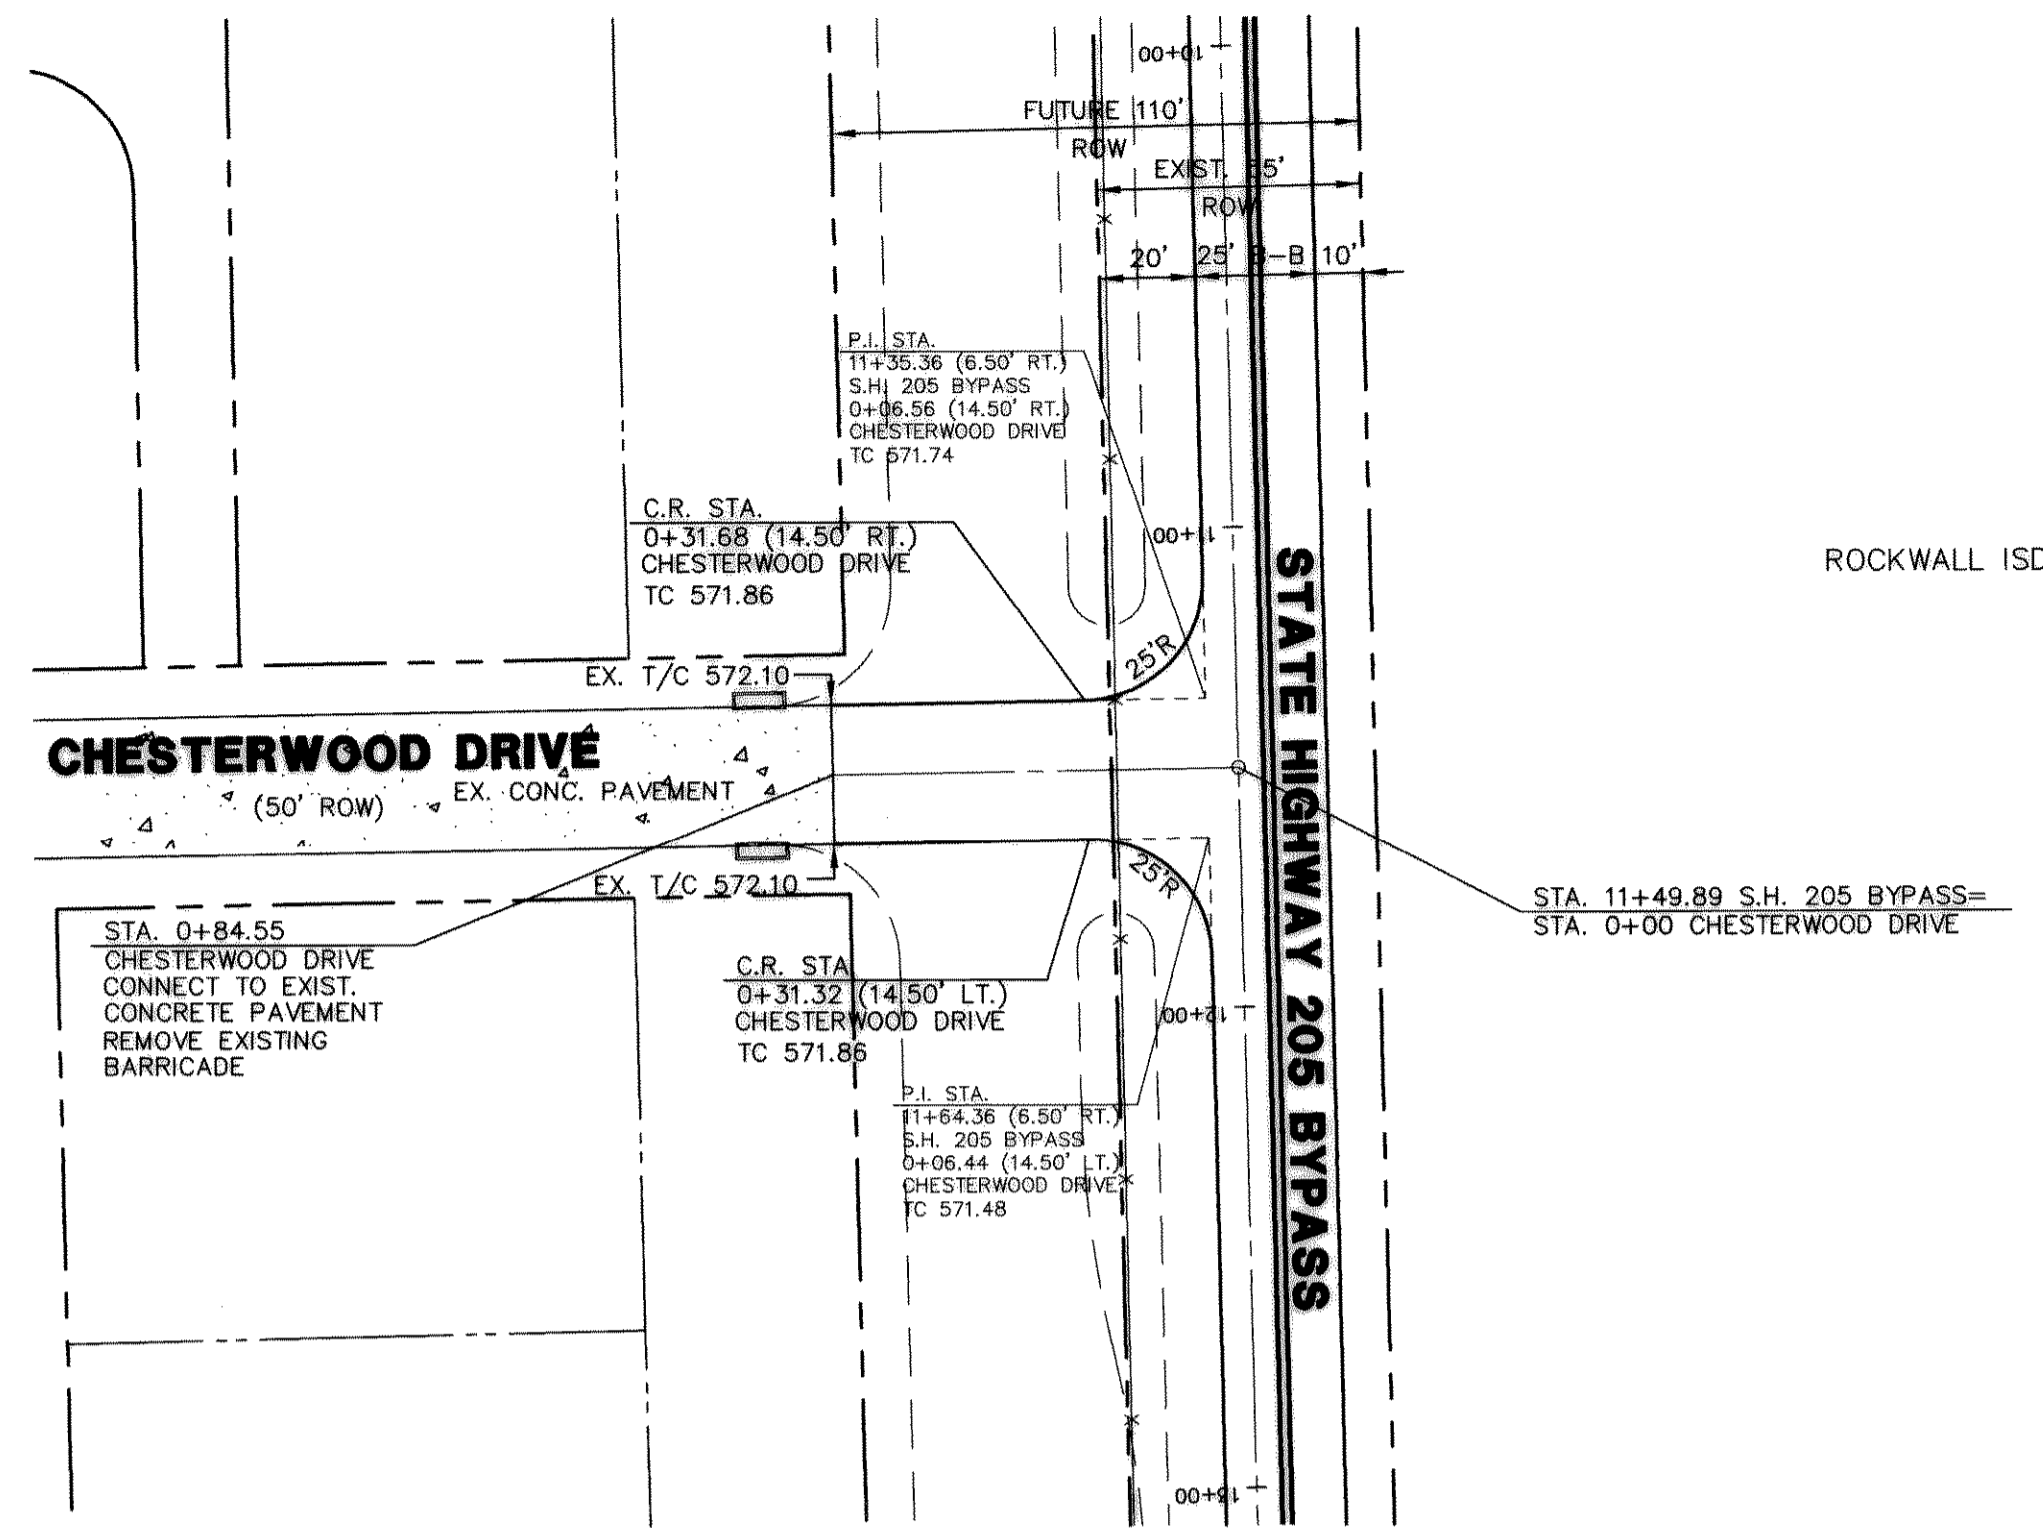 10+00
FUTURE 110'
ROW
EXIST. 55'
ROW
20' 25' B-B 10'
P.I. STA.
11+35.36 (6.50' RT.)
S.H. 205 BYPASS
0+06.56 (14.50' RT.)
CHESTERWOOD DRIVE
TC 571.74
C.R. STA.
0+31.68 (14.50' RT.)
CHESTERWOOD DRIVE
TC 571.86
11+00
ROCKWALL ISD
25'R
EX. T/C 572.10
STATE HIGHWAY 205 BYPASS
CHESTERWOOD DRIVE
(50' ROW)
EX. CONC. PAVEMENT
25'R
EX. T/C 572.10
STA. 11+49.89 S.H. 205 BYPASS=
STA. 0+00 CHESTERWOOD DRIVE
STA. 0+84.55
CHESTERWOOD DRIVE
CONNECT TO EXIST.
CONCRETE PAVEMENT
REMOVE EXISTING
BARRICADE
C.R. STA
0+31.32 (14.50' LT.)
CHESTERWOOD DRIVE
TC 571.86
12+00
P.I. STA.
11+64.36 (6.50' RT.)
S.H. 205 BYPASS
0+06.44 (14.50' LT.)
CHESTERWOOD DRIVE
TC 571.48
13+00